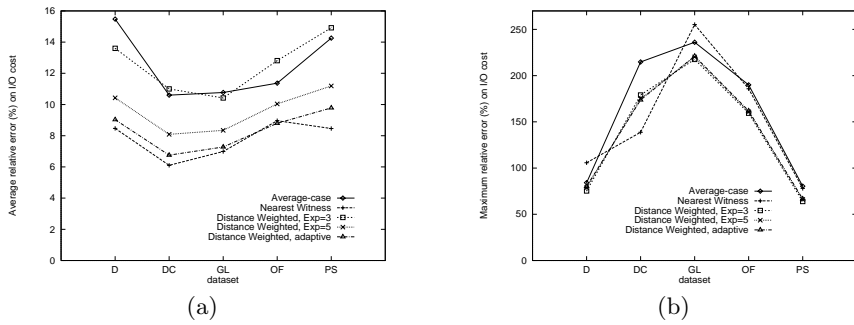 16
14
12
10
8
6
4
2
0
Average relative error (%) on I/O cost
Average-case
Nearest Witness
Distance Weighted, Exp=3
Distance Weighted, Exp=5
Distance Weighted, adaptive
D DC GL OF PS
dataset
(a)
250
200
150
100
50
0
Maximum relative error (%) on I/O cost
Average-case
Nearest Witness
Distance Weighted, Exp=3
Distance Weighted, Exp=5
Distance Weighted, adaptive
D DC GL OF PS
dataset
(b)